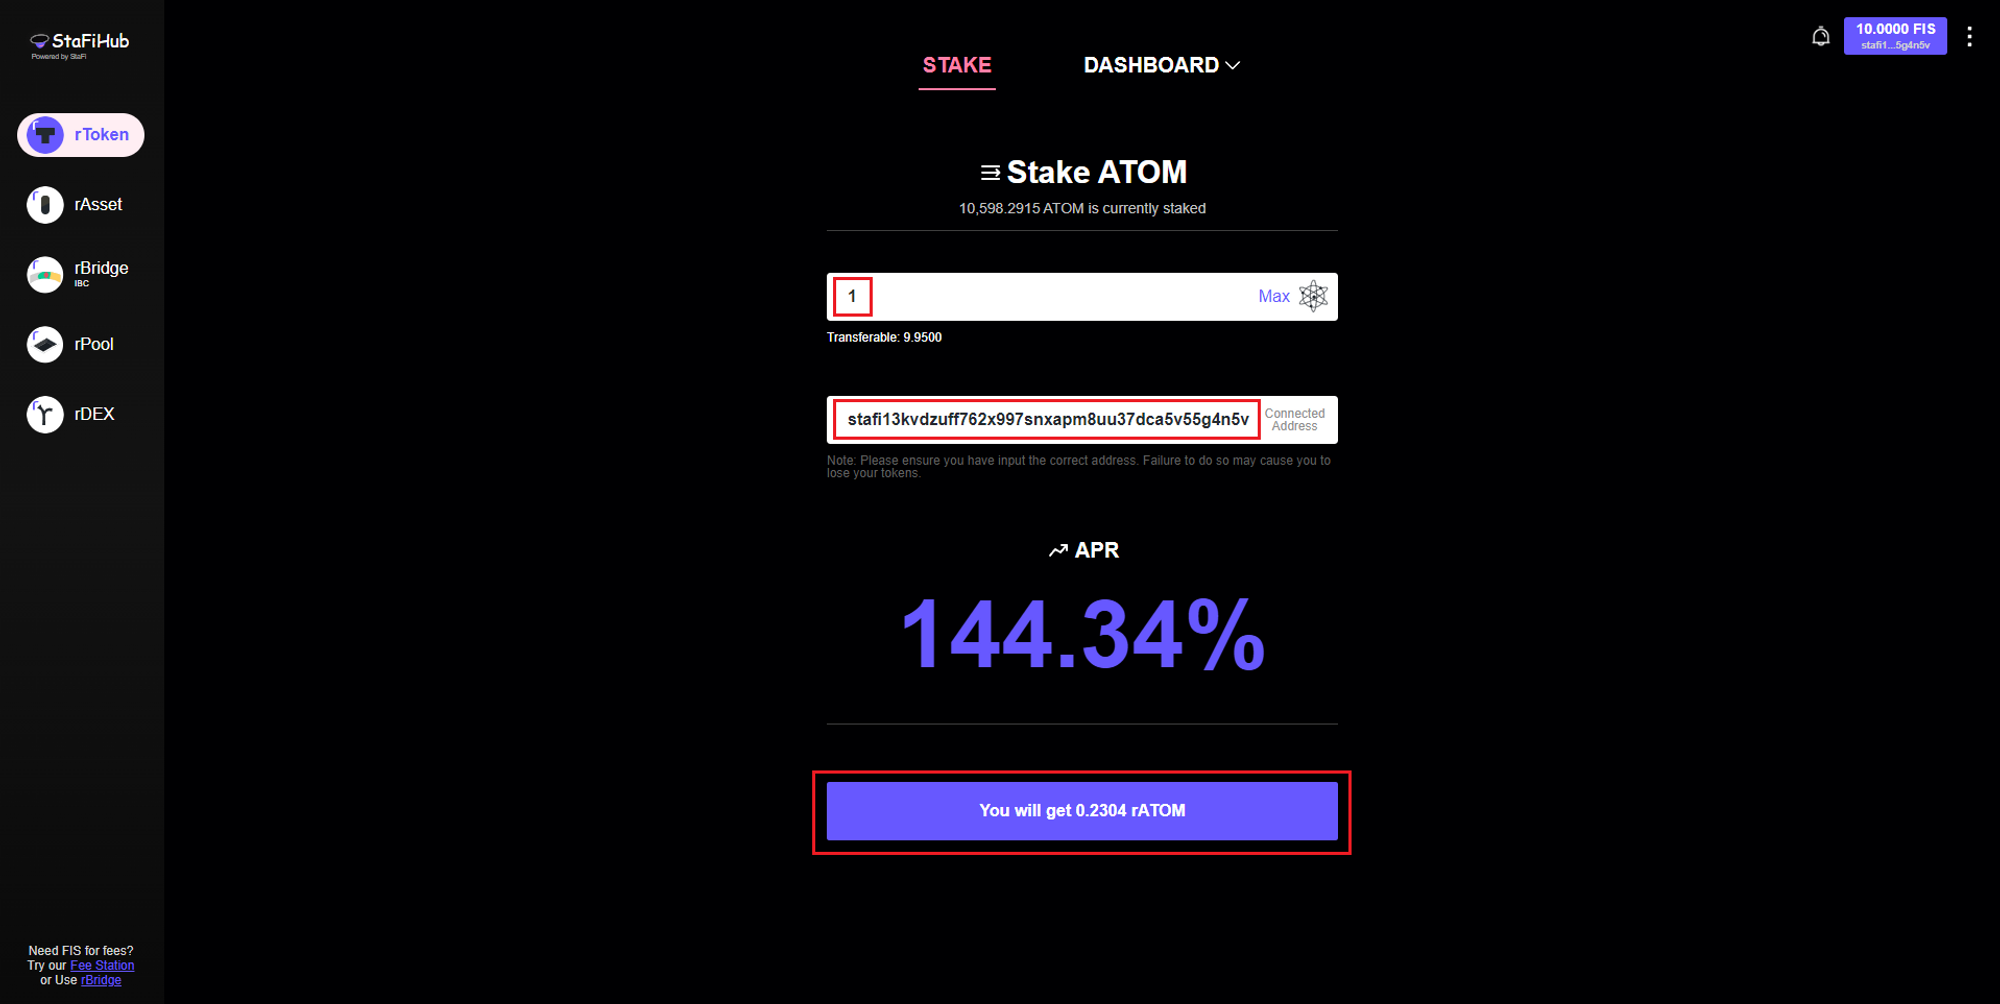 StaFiHub
Powered by StaFi
rToken
rAsset
rBridge
IBC
rPool
rDEX
Need FIS for fees?
Try our Fee Station
or Use rBridge
STAKE
DASHBOARD
10.0000 FIS
stafi1...5g4n5v
Stake ATOM
10,598.2915 ATOM is currently staked
1
Max
Transferable: 9.9500
stafi13kvdzuff762x997snxapm8uu37dca5v55g4n5v
Connected
Address
Note: Please ensure you have input the correct address. Failure to do so may cause you to
lose your tokens.
APR
144.34%
You will get 0.2304 rATOM